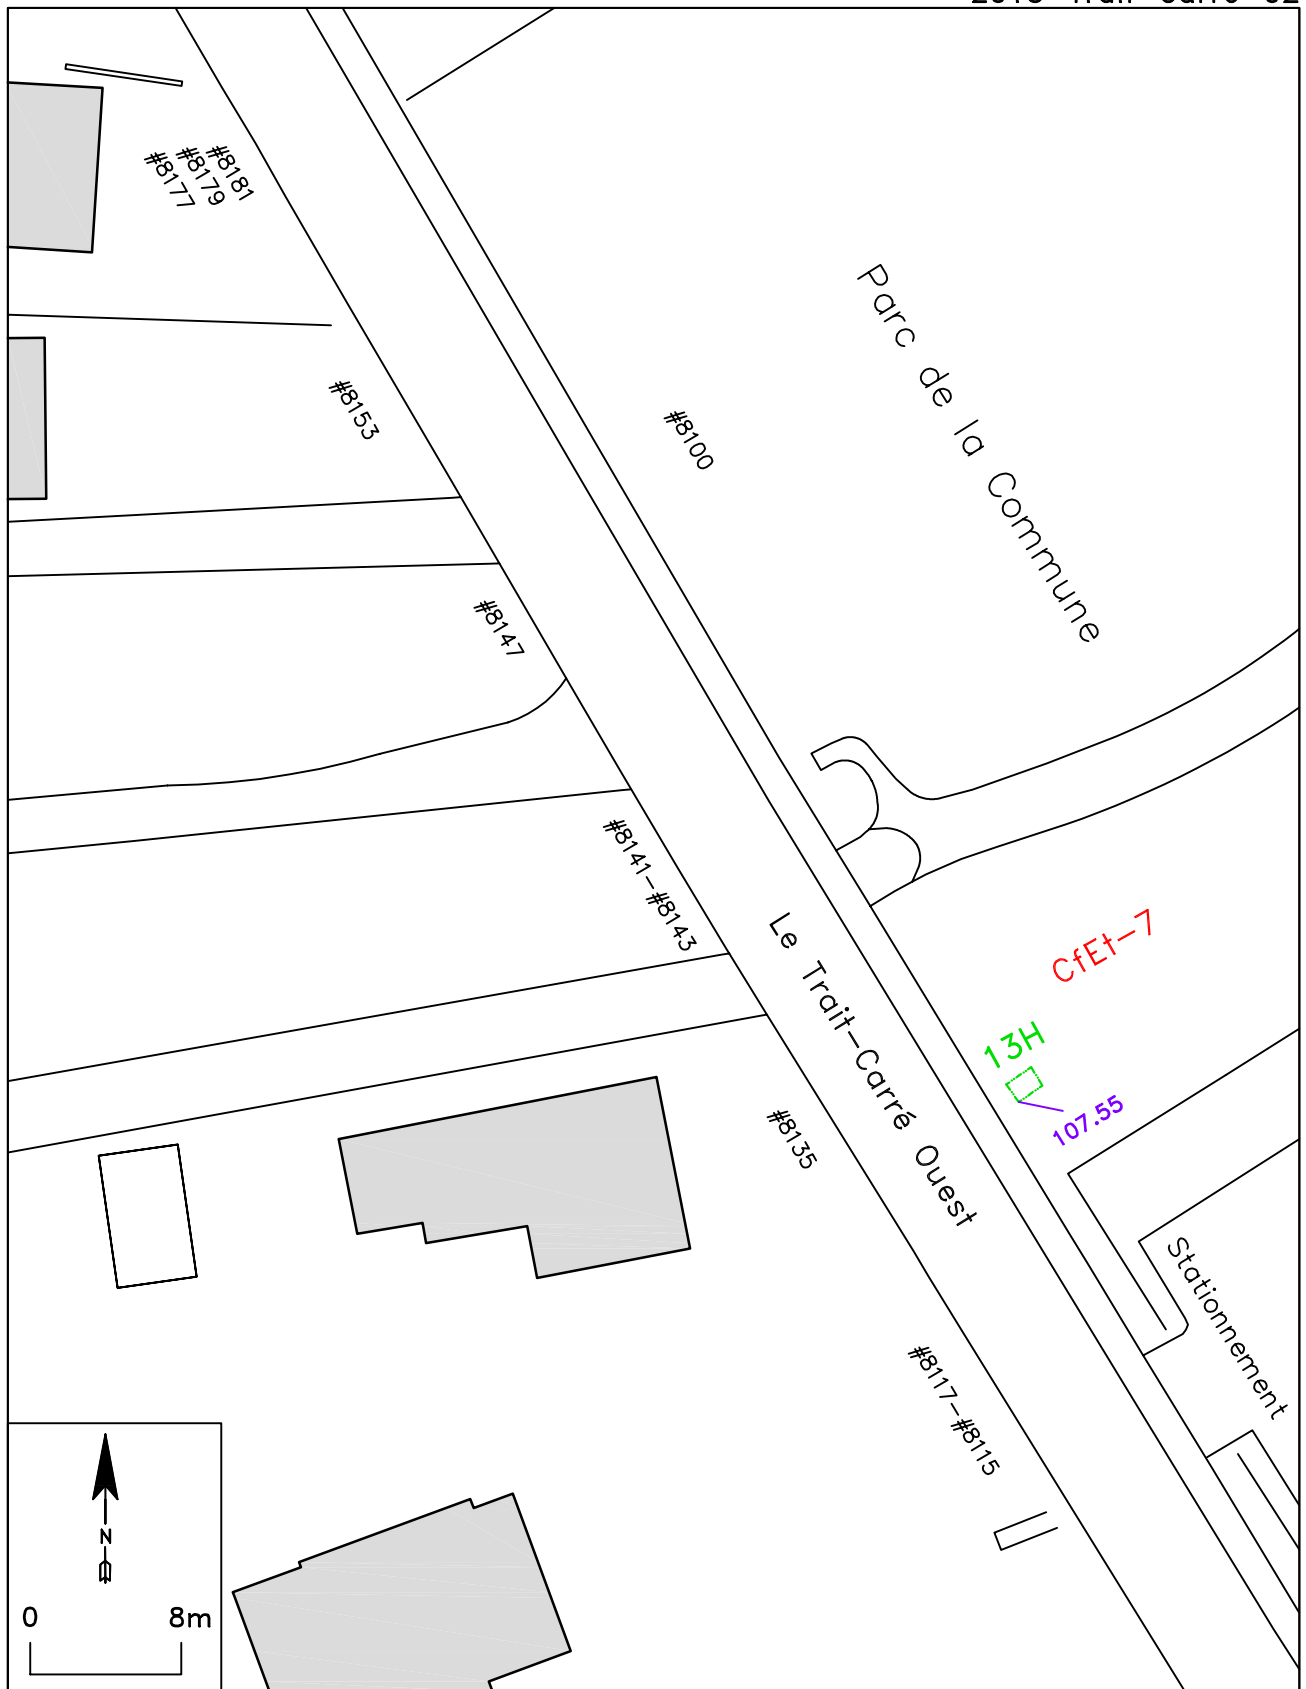 #8181
#8179
#8177
Parc de la Commune
#8153
#8100
#8147
#8141-#8143
Le Trait-Carré Ouest
CfEt-7
13H
107.55
#8135
Stationnement
#8117-#8115
N
0 8m